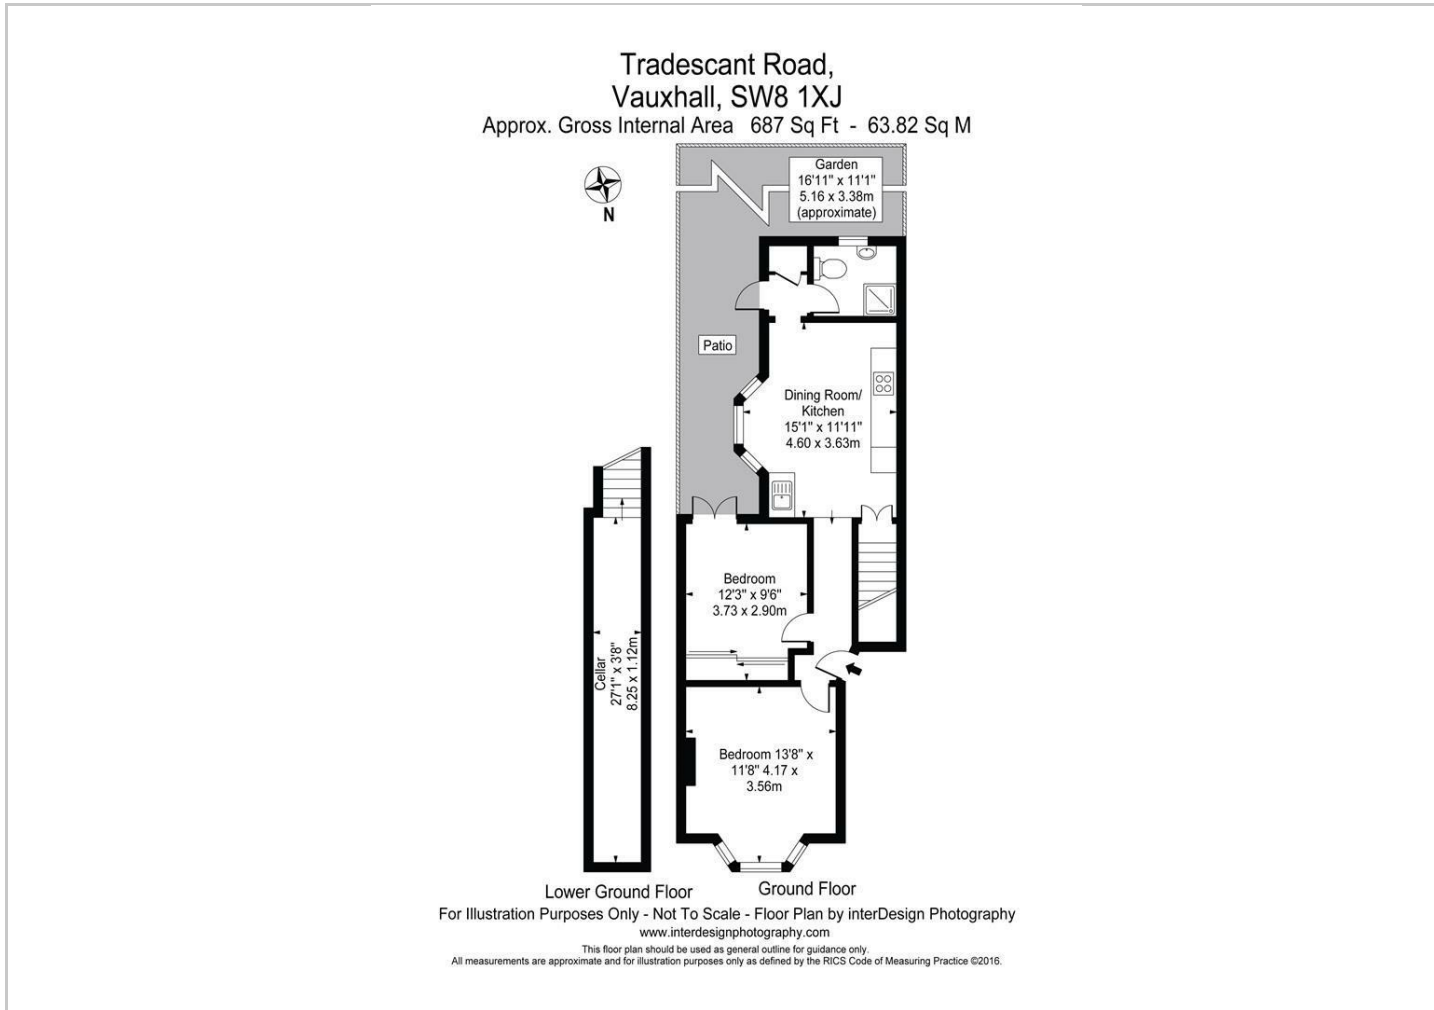 Tradescant Road,
Vauxhall, SW8 1XJ
Approx. Gross Internal Area 687 Sq Ft - 63.82 Sq M
N
Garden
16'11" x 11'1"
5.16 x 3.38m
(approximate)
Patio
Dining Room/
Kitchen
15'1" x 11'11"
4.60 x 3.63m
Bedroom
12'3" x 9'6"
3.73 x 2.90m
Cellar
27'1" x 3'8"
8.25 x 1.12m
Bedroom 13'8" x
11'8" 4.17 x
3.56m
Lower Ground Floor
Ground Floor
For Illustration Purposes Only - Not To Scale - Floor Plan by interDesign Photography
www.interdesignphotography.com
This floor plan should be used as general outline for guidance only.
All measurements are approximate and for illustration purposes only as defined by the RICS Code of Measuring Practice ©2016.